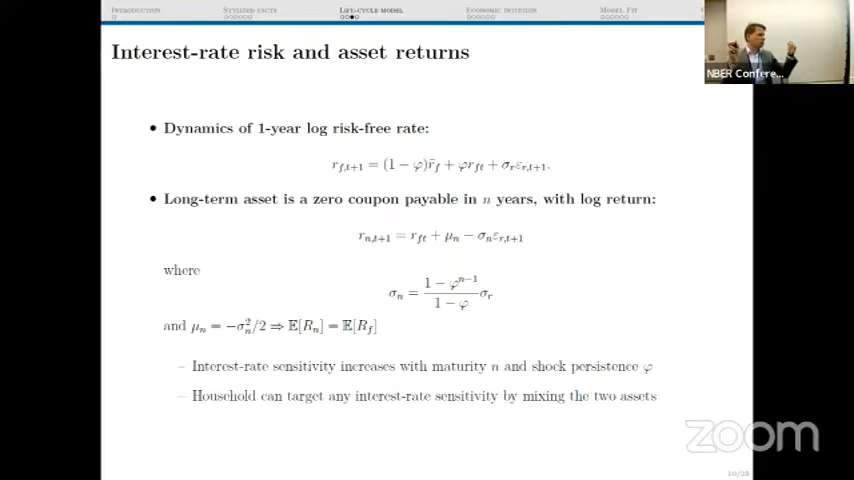 Introduction Stylized facts Life-cycle model Economic intuition Model Fit
Interest-rate risk and asset returns
NBER Confere...
• Dynamics of 1-year log risk-free rate:
r_{f,t+1} = (1 − φ)r̄_f + φr_{ft} + σ_rε_{r,t+1}.
• Long-term asset is a zero coupon payable in n years, with log return:
r_{n,t+1} = r_{ft} + μ_n − σ_nε_{r,t+1}
where
σ_n = \frac{1 − φ^{n−1}}{1 − φ}σ_r
and μ_n = −σ_n^2/2 ⇒ 𝔼[R_n] = 𝔼[R_f]
– Interest-rate sensitivity increases with maturity n and shock persistence φ
– Household can target any interest-rate sensitivity by mixing the two assets
zoom